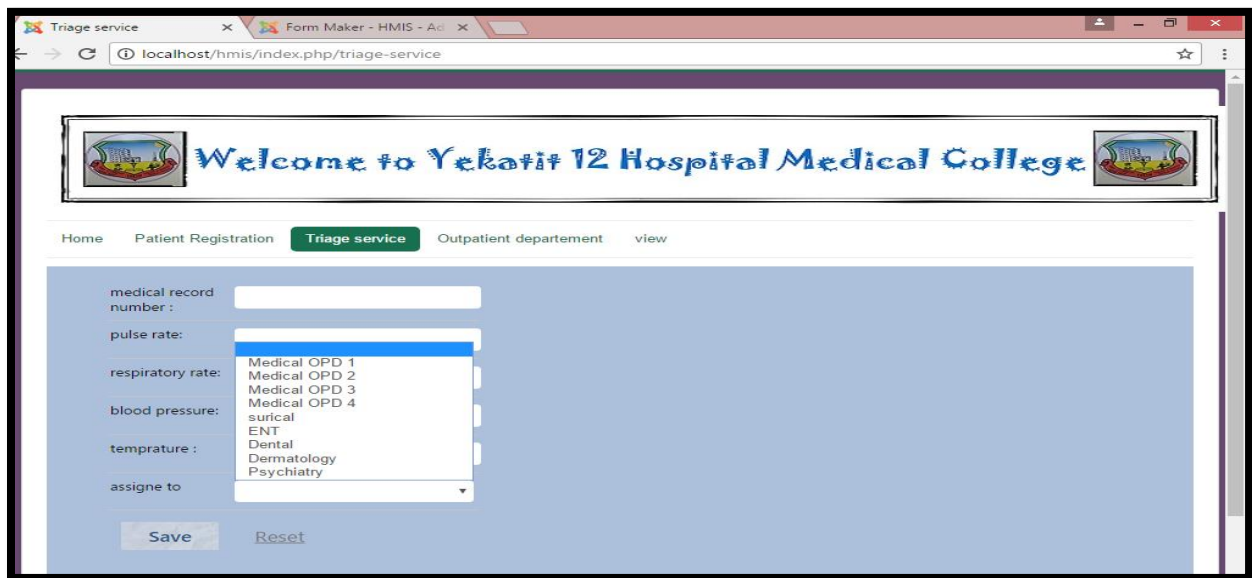 Triage service
Form Maker - HMIS - Ad
localhost/hmis/index.php/triage-service
Welcome to Yekatit 12 Hospital Medical College
Home Patient Registration Triage service Outpatient departement view
medical record
number :
pulse rate:
respiratory rate:
blood pressure:
temprature :
assigne to
Medical OPD 1
Medical OPD 2
Medical OPD 3
Medical OPD 4
surical
ENT
Dental
Dermatology
Psychiatry
Save Reset